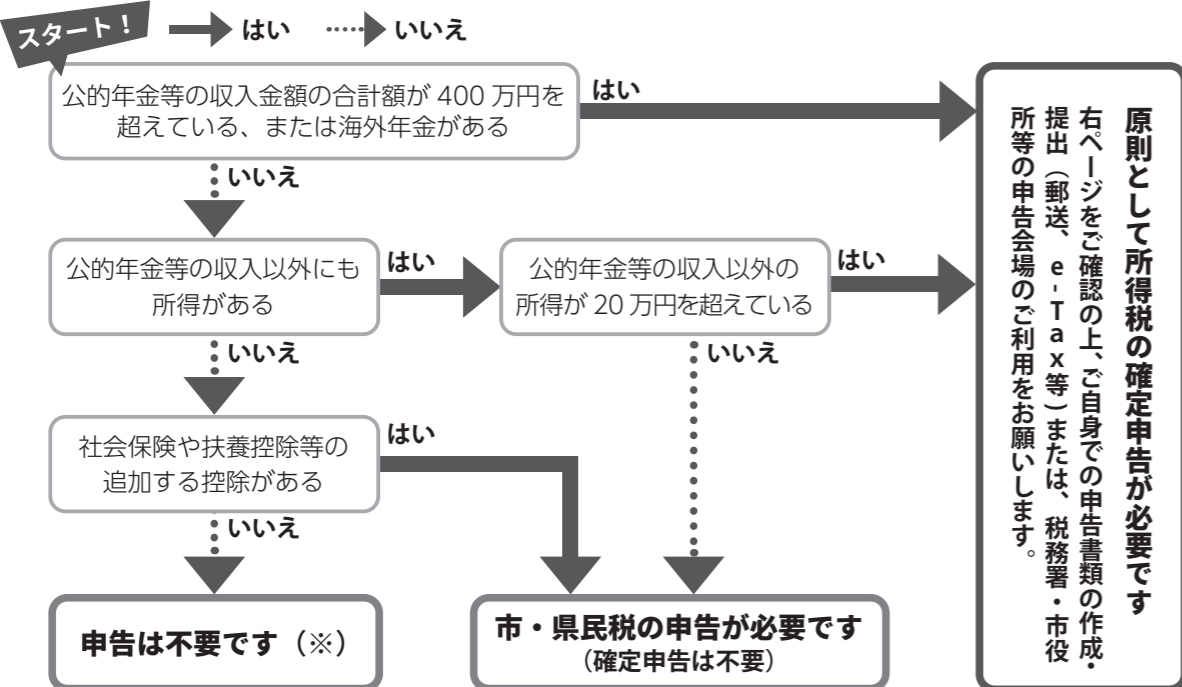 スタート！
はい
いいえ
公的年金等の収入金額の合計額が 400 万円を
超えている、または海外年金がある
はい
いいえ
公的年金等の収入以外にも
所得がある
はい
公的年金等の収入以外の
所得が 20 万円を超えている
はい
いいえ
いいえ
社会保険や扶養控除等の
追加する控除がある
はい
いいえ
申告は不要です（※）
市・県民税の申告が必要です
（確定申告は不要）
原則として所得税の確定申告が必要です
右ページをご確認の上、ご自身での申告書類の作成・
提出（郵送、e-Tax等）または、税務署・市役
所等の申告会場のご利用をお願いします。